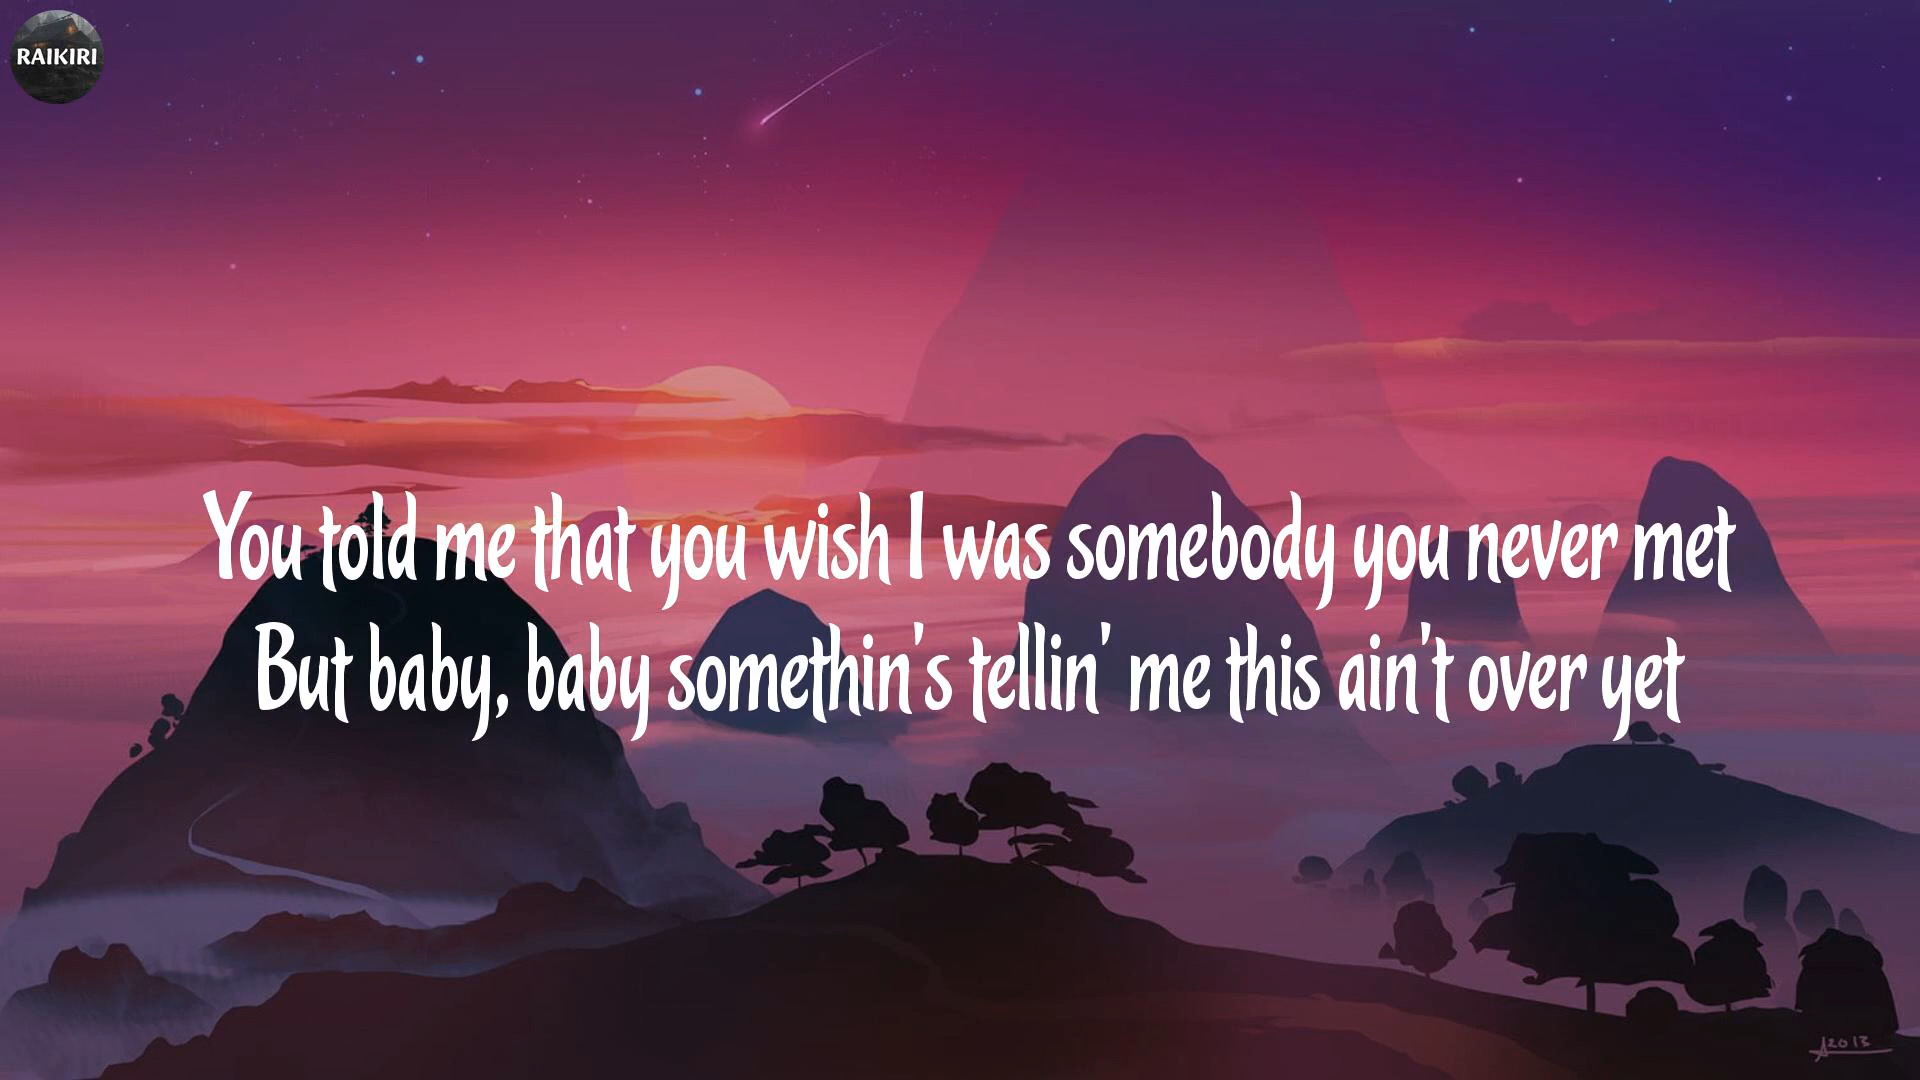 RAIKIRI
You told me that you wish I was somebody you never met
But baby, baby somethin's tellin' me this ain't over yet
2013